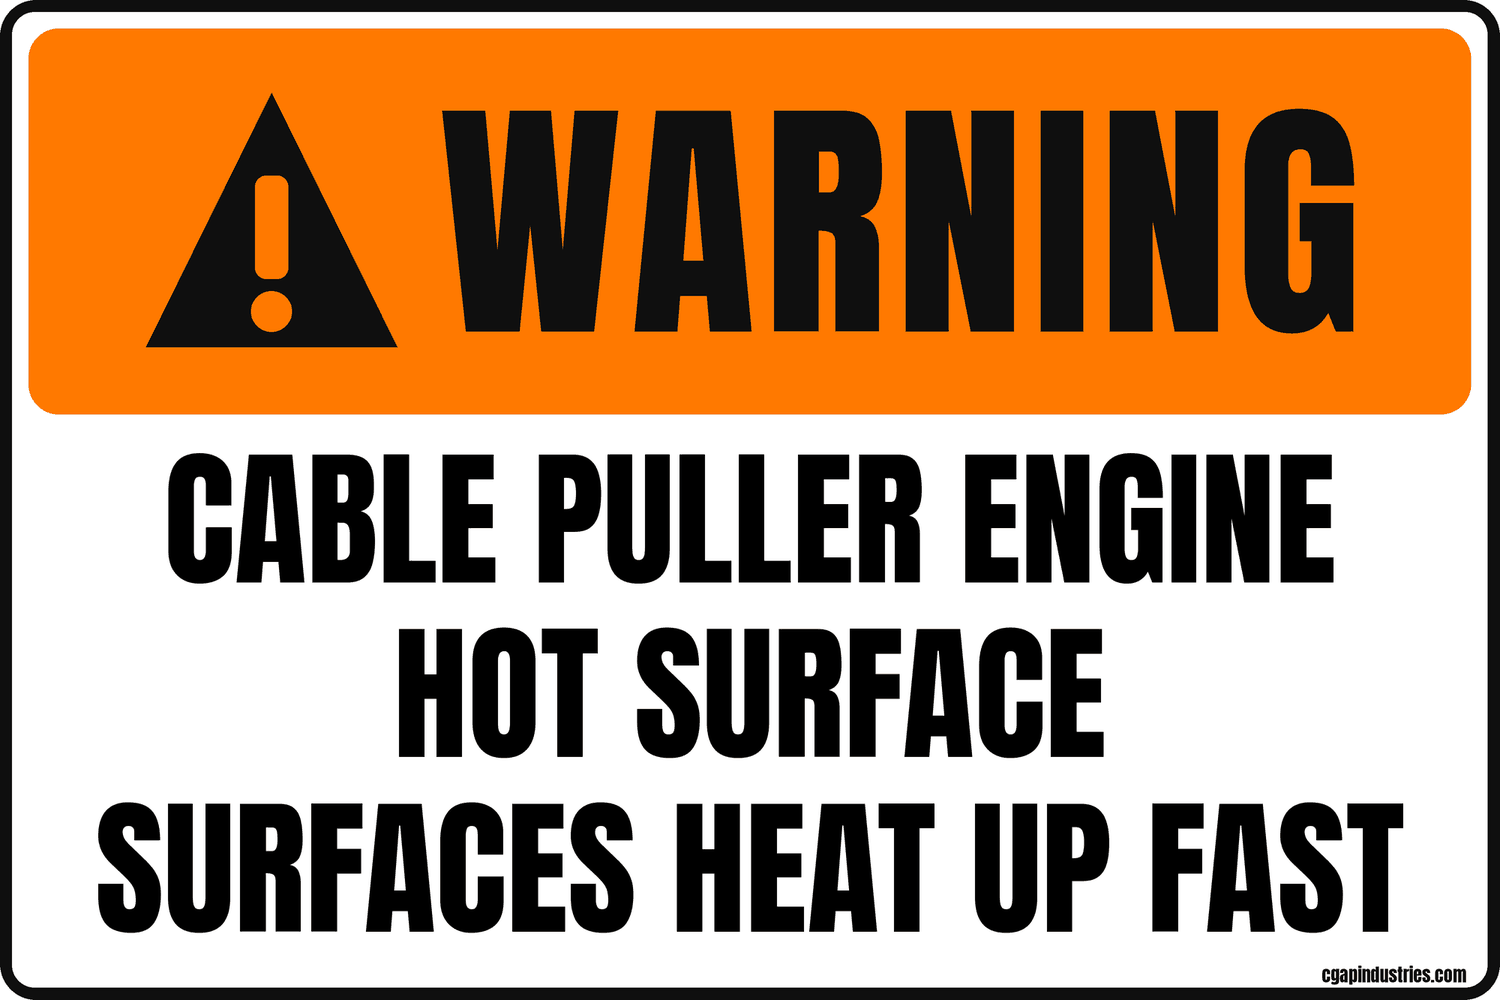 WARNING
CABLE PULLER ENGINE
HOT SURFACE
SURFACES HEAT UP FAST
cgapindustries.com